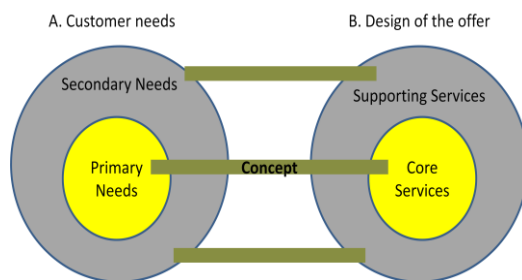 A. Customer needs
B. Design of the offer
Secondary Needs
Supporting Services
Primary
Needs
Concept
Core
Services